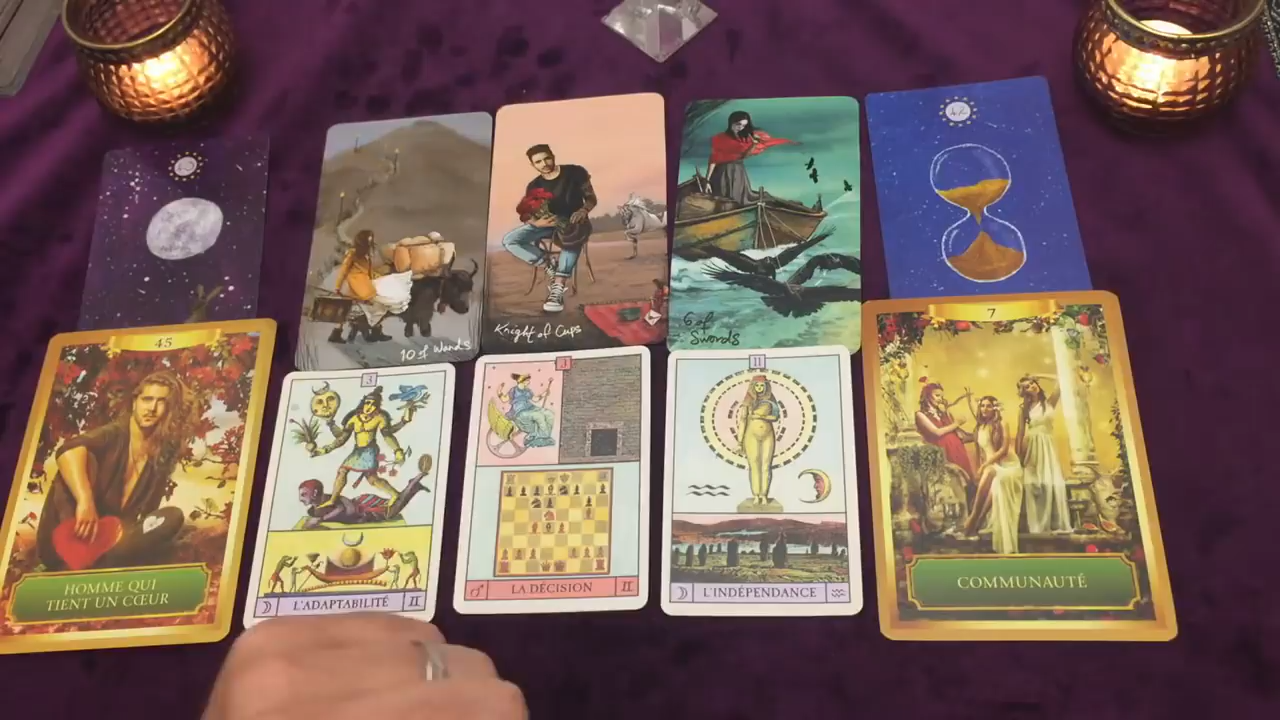 10 of Wands
Knight of Cups
6 of
Swords
45
HOMME QUI
TIENT UN CŒUR
3
L'ADAPTABILITÉ
3
LA DÉCISION
11
L'INDÉPENDANCE
7
COMMUNAUTÉ